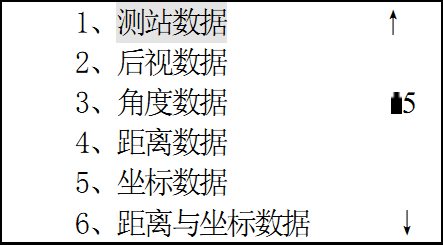 1、测站数据 ↑
2、后视数据
3、角度数据 5
4、距离数据
5、坐标数据
6、距离与坐标数据 ↓